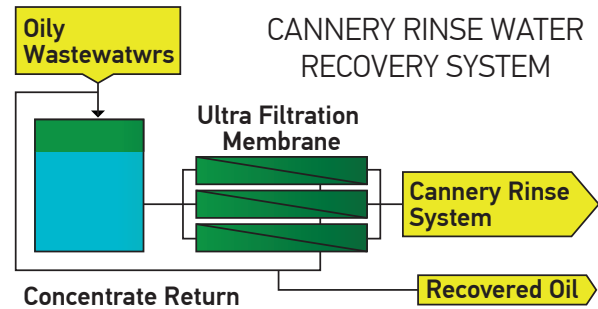 Oily
Wastewatwrs
CANNERY RINSE WATER
RECOVERY SYSTEM
Ultra Filtration
Membrane
Cannery Rinse
System
Concentrate Return
Recovered Oil